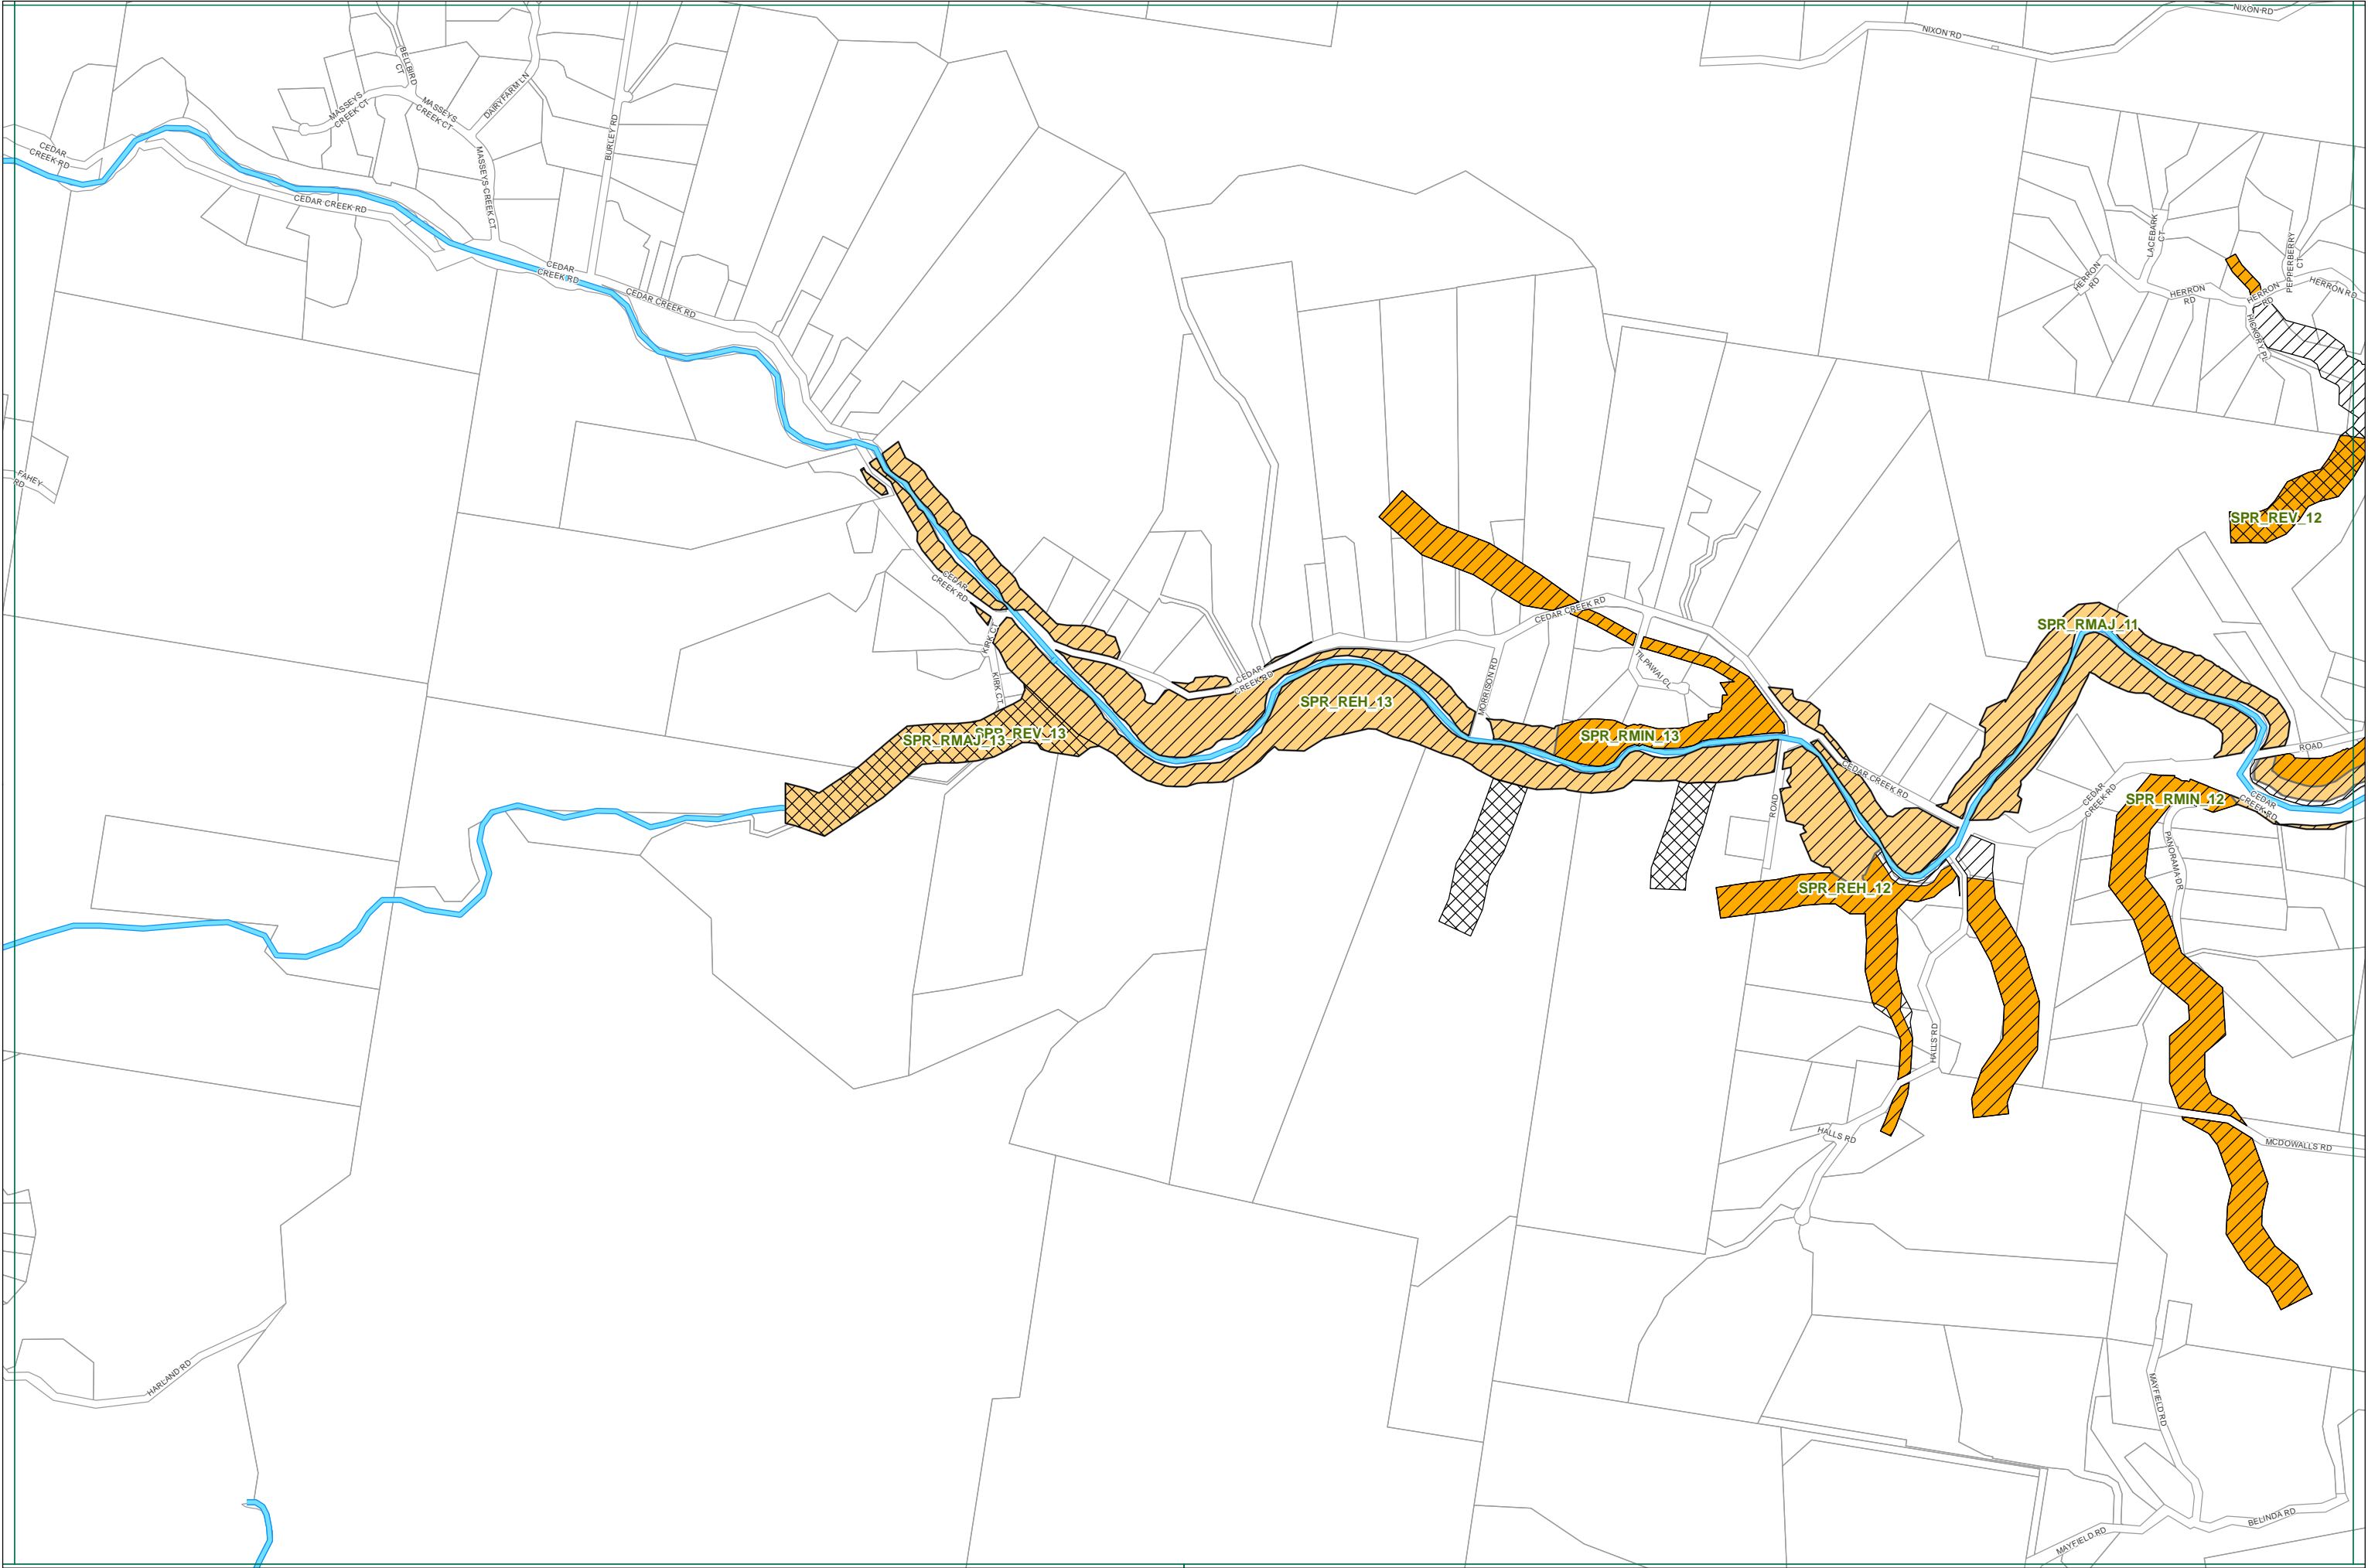 NIXON RD
NIXON RD
BELLBIRD
CT
MASSEYS
CREEK CT
MASSEYS
CREEK CT
DAIRYFARM LN
BURLEY RD
CEDAR
CREEK RD
MASSEYS CREEK CT
CEDAR CREEK RD
LACEBARK
CT
PEPPERBERRY
CT
CEDAR
CREEK RD
CEDAR CREEK RD
HERRON
RD
HERRON
RD
HERRON
RD
HERRON RD
HICKORY PL
FAHEY
RD
SPR_REV_12
CEDAR
CREEK RD
CEDAR CREEK RD
SPR_RMAJ_11
KIRK CT
KIRK CT
CEDAR
CREEK RD
TILPAWAI CL
MORRISON RD
SPR_REH_13
SPR_REV_13
SPR_RMAJ_13
SPR_RMIN_13
ROAD
CEDAR CREEK RD
CEDAR
CREEK RD
SPR_RMIN_12
CEDAR
CREEK RD
ROAD
PANORAMA DR
SPR_REH_12
HALLS RD
HALLS RD
MCDOWALLS RD
HARLAND RD
MAYFIELD RD
BELINDA RD
MAYFIELD RD